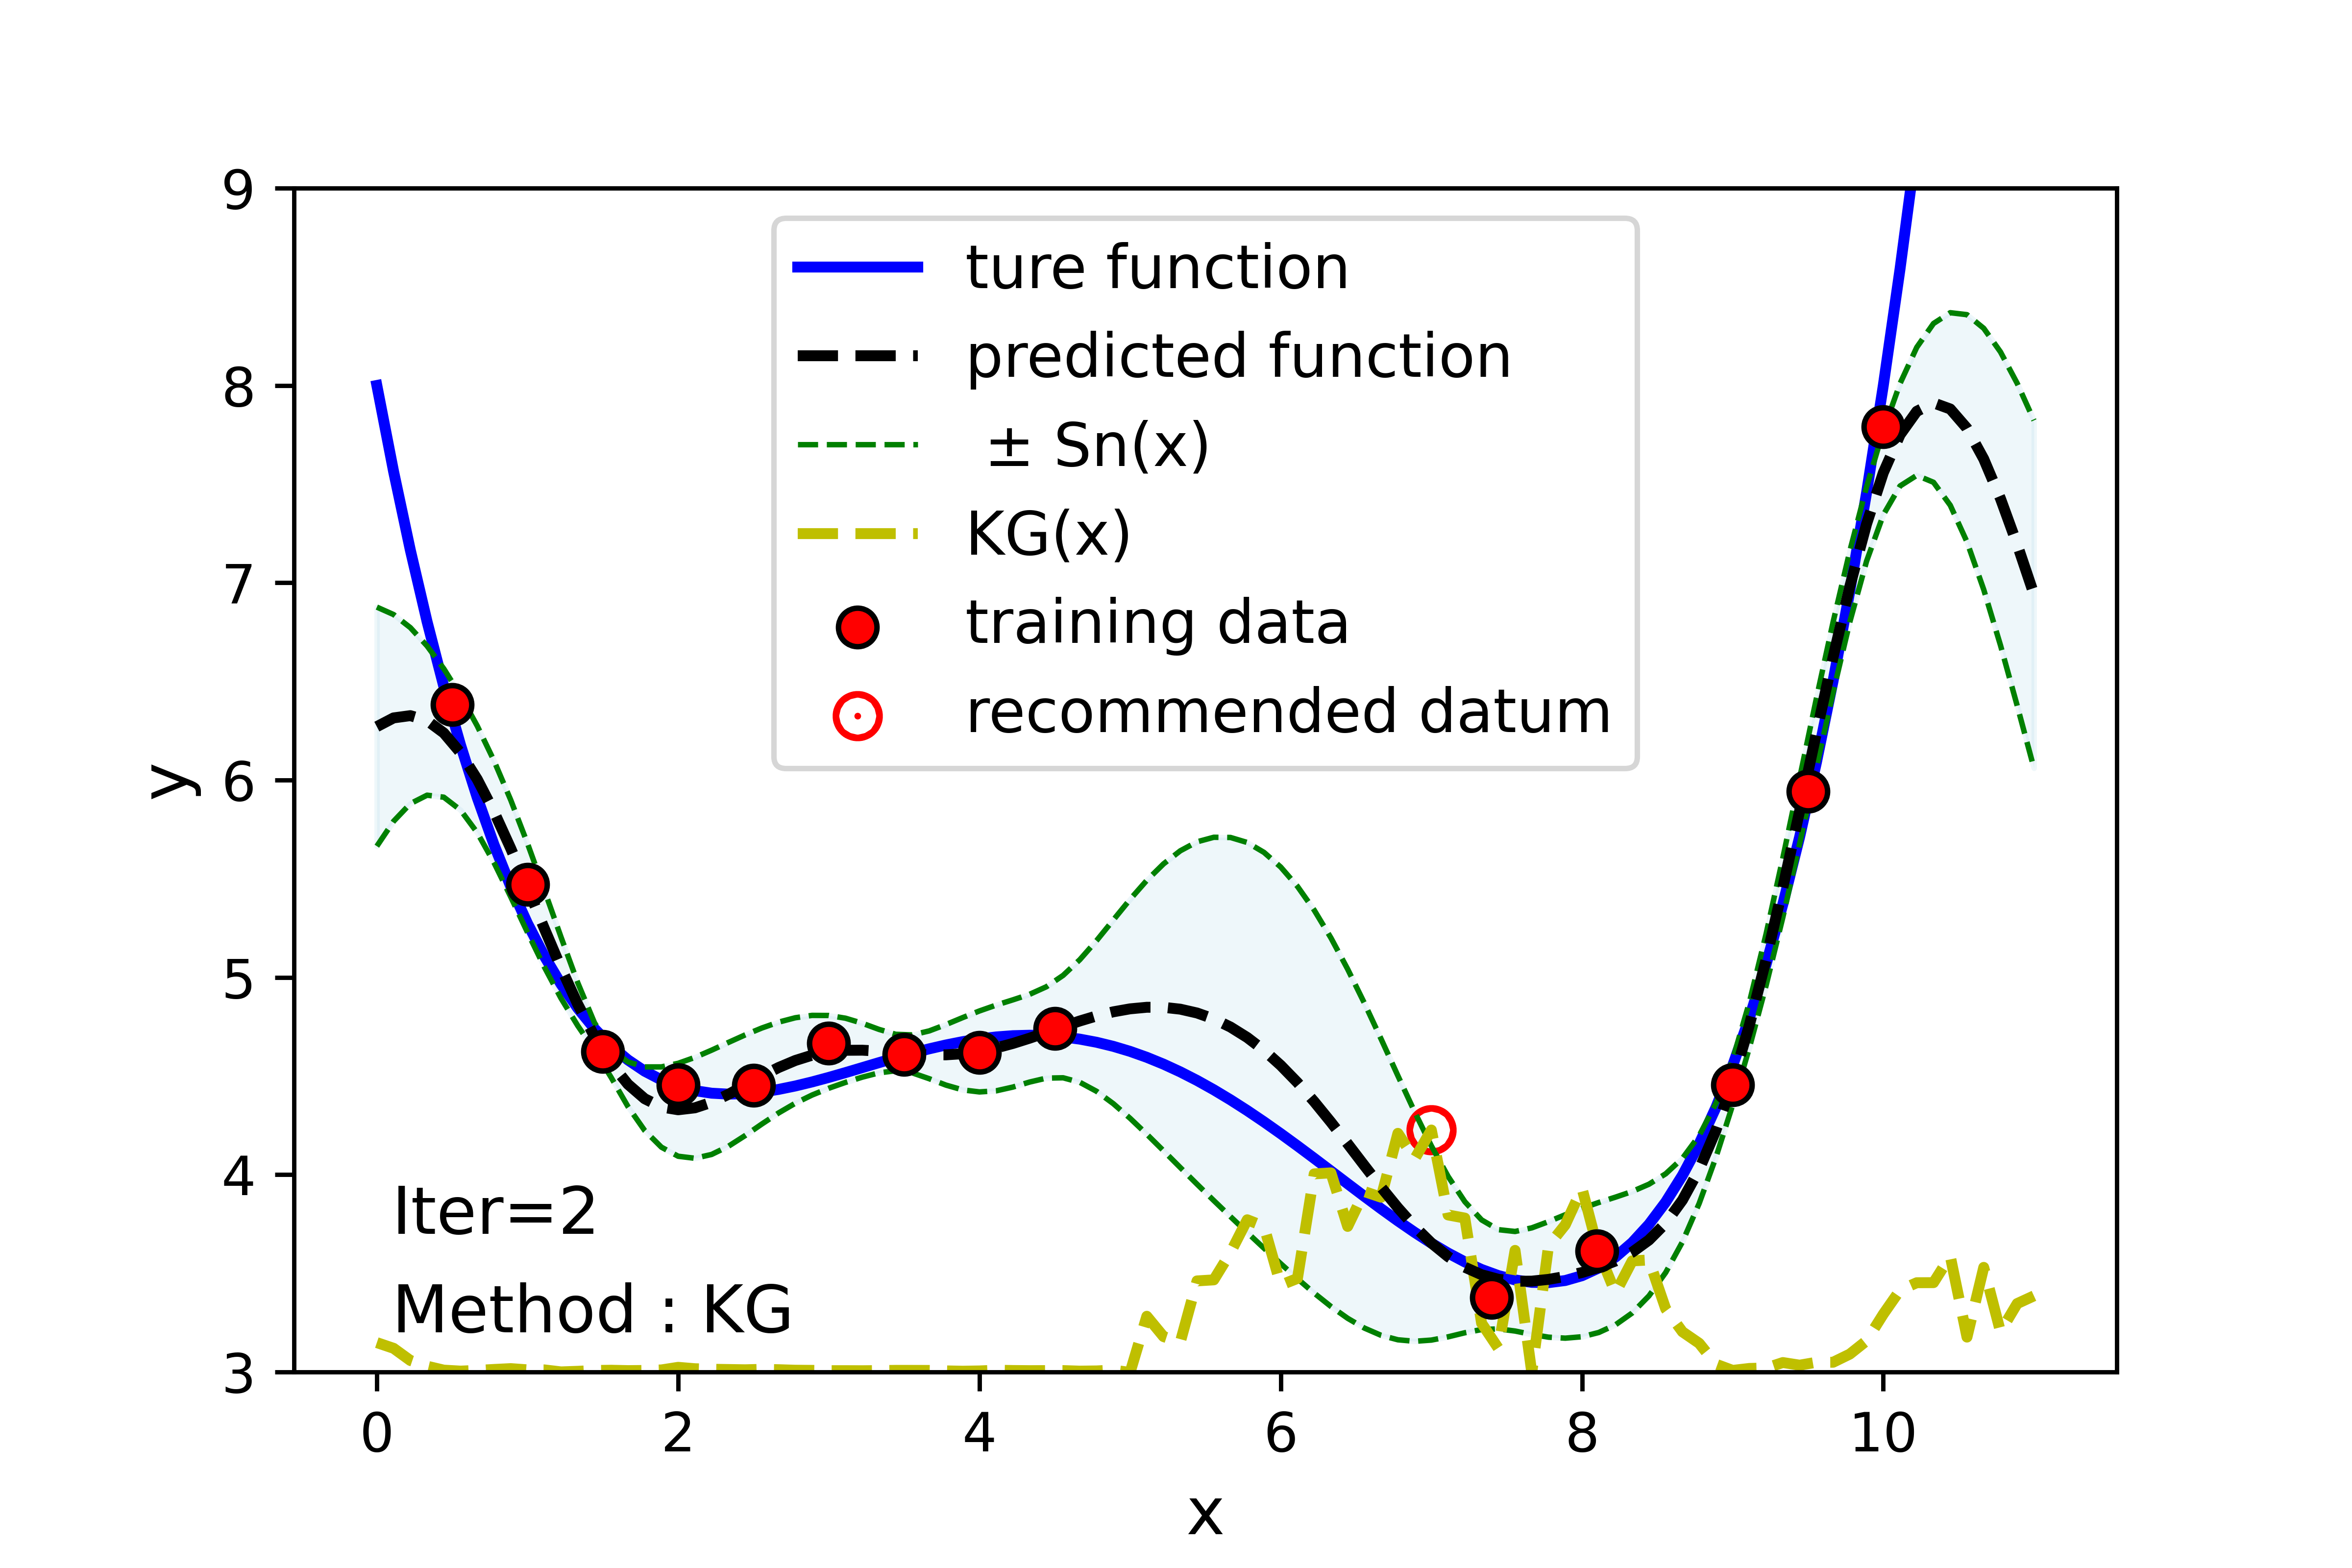 9
8
7
6
5
4
3
y
ture function
predicted function
± Sn(x)
KG(x)
training data
recommended datum
Iter=2
Method : KG
0 2 4 6 8 10
x